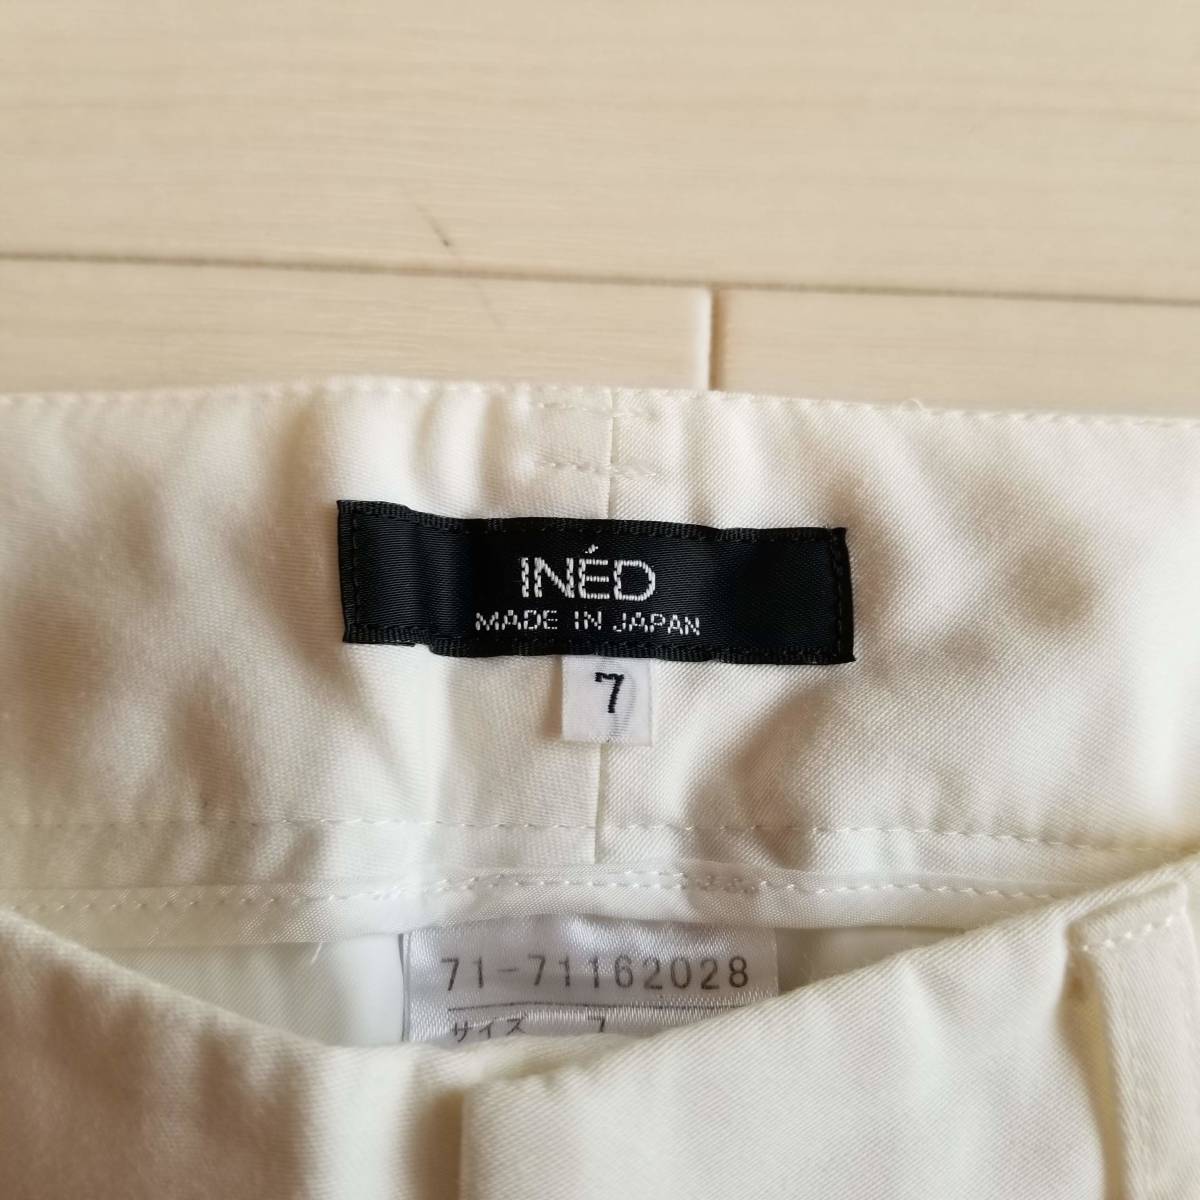 INÉD
MADE IN JAPAN
7
71-71162028
サイズ 7